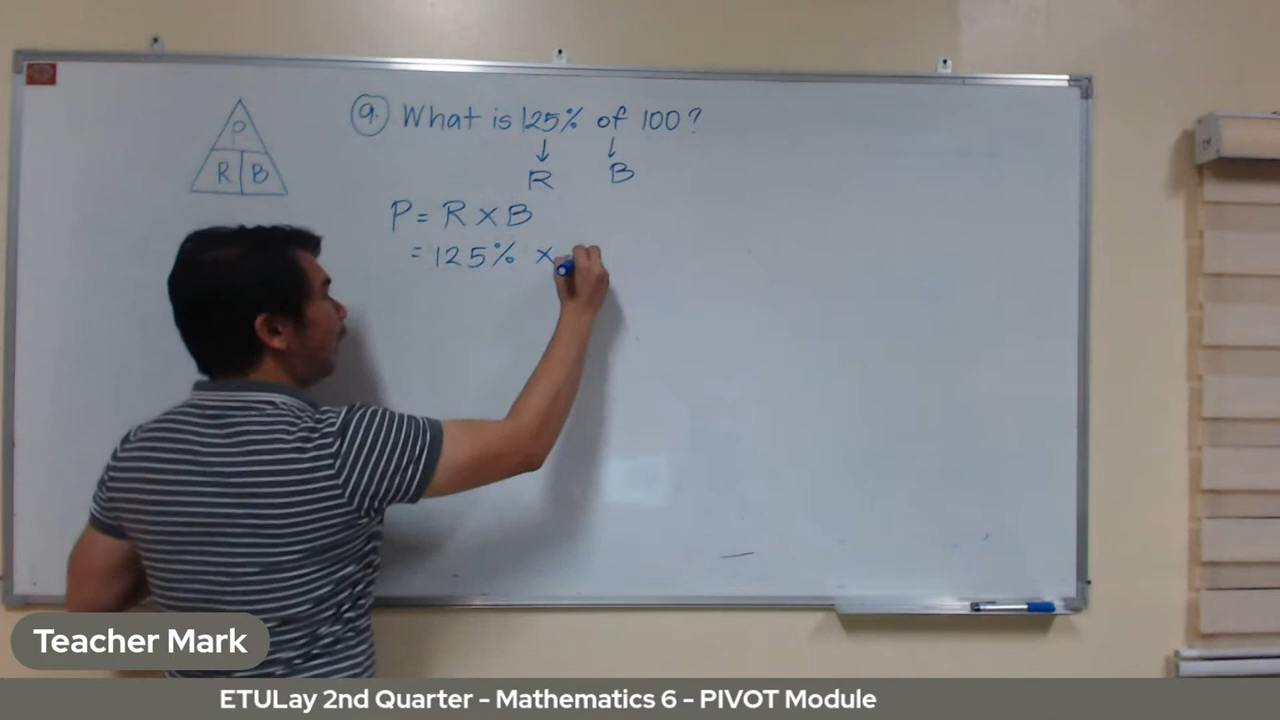 P
R B
9. What is 125% of 100?
↓ ↓
R B
P = R × B
= 125% ×
Teacher Mark
ETULay 2nd Quarter - Mathematics 6 - PIVOT Module